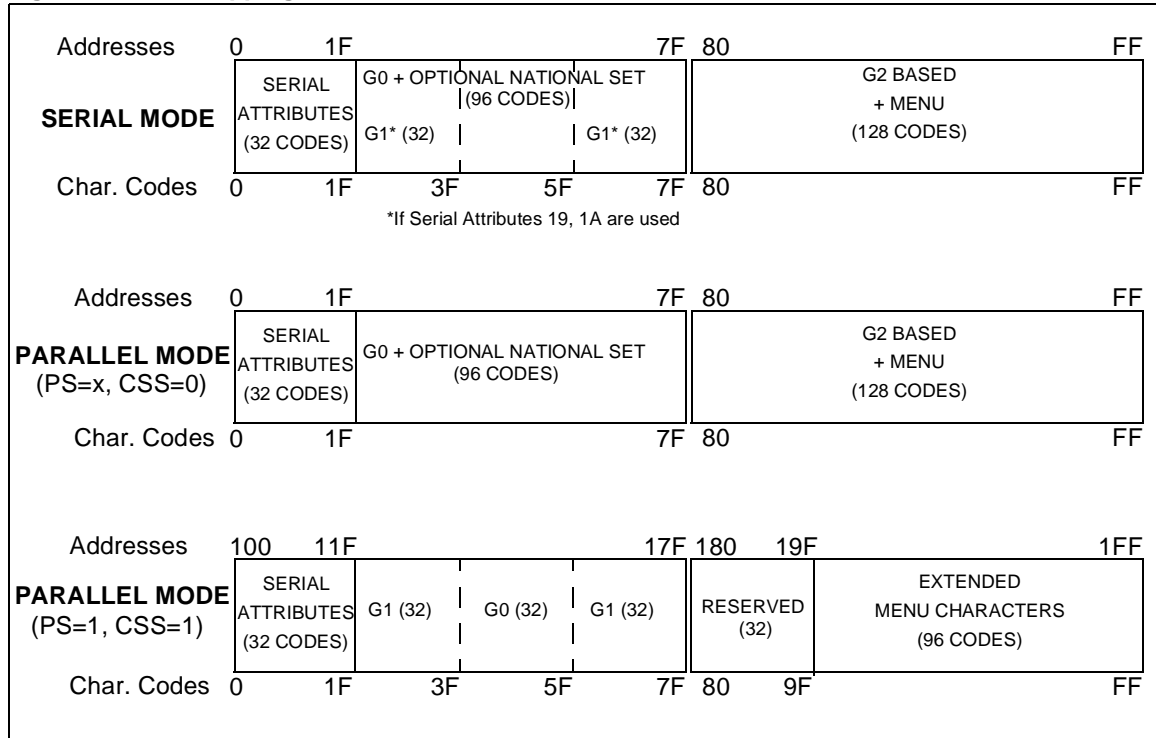 Addresses 0 1F 7F 80 FF
SERIAL MODE
SERIAL
ATTRIBUTES
(32 CODES)
G0 + OPTIONAL NATIONAL SET
(96 CODES)
G1* (32) G1* (32)
G2 BASED
+ MENU
(128 CODES)
Char. Codes 0 1F 3F 5F 7F 80 FF
*If Serial Attributes 19, 1A are used
Addresses 0 1F 7F 80 FF
PARALLEL MODE
(PS=x, CSS=0)
SERIAL
ATTRIBUTES
(32 CODES)
G0 + OPTIONAL NATIONAL SET
(96 CODES)
G2 BASED
+ MENU
(128 CODES)
Char. Codes 0 1F 7F 80 FF
Addresses 100 11F 17F 180 19F 1FF
PARALLEL MODE
(PS=1, CSS=1)
SERIAL
ATTRIBUTES
(32 CODES)
G1 (32) G0 (32) G1 (32)
RESERVED
(32)
EXTENDED
MENU CHARACTERS
(96 CODES)
Char. Codes 0 1F 3F 5F 7F 80 9F FF